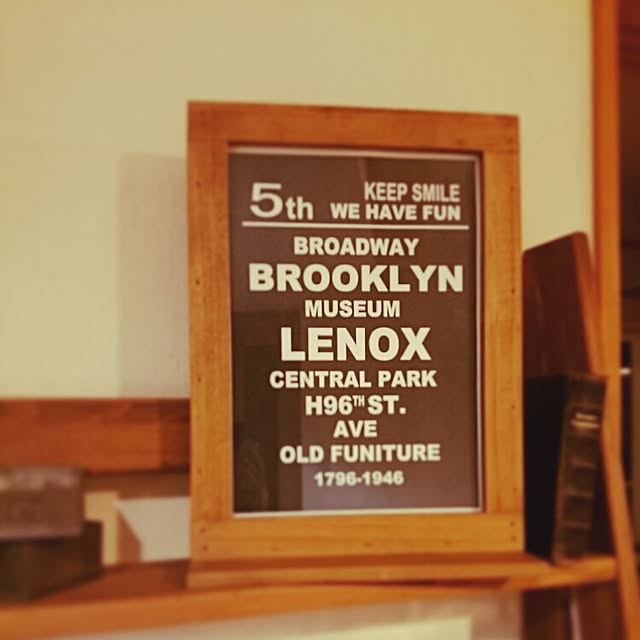 5th KEEP SMILE
WE HAVE FUN
BROADWAY
BROOKLYN
MUSEUM
LENOX
CENTRAL PARK
H96TH ST.
AVE
OLD FUNITURE
1796-1946